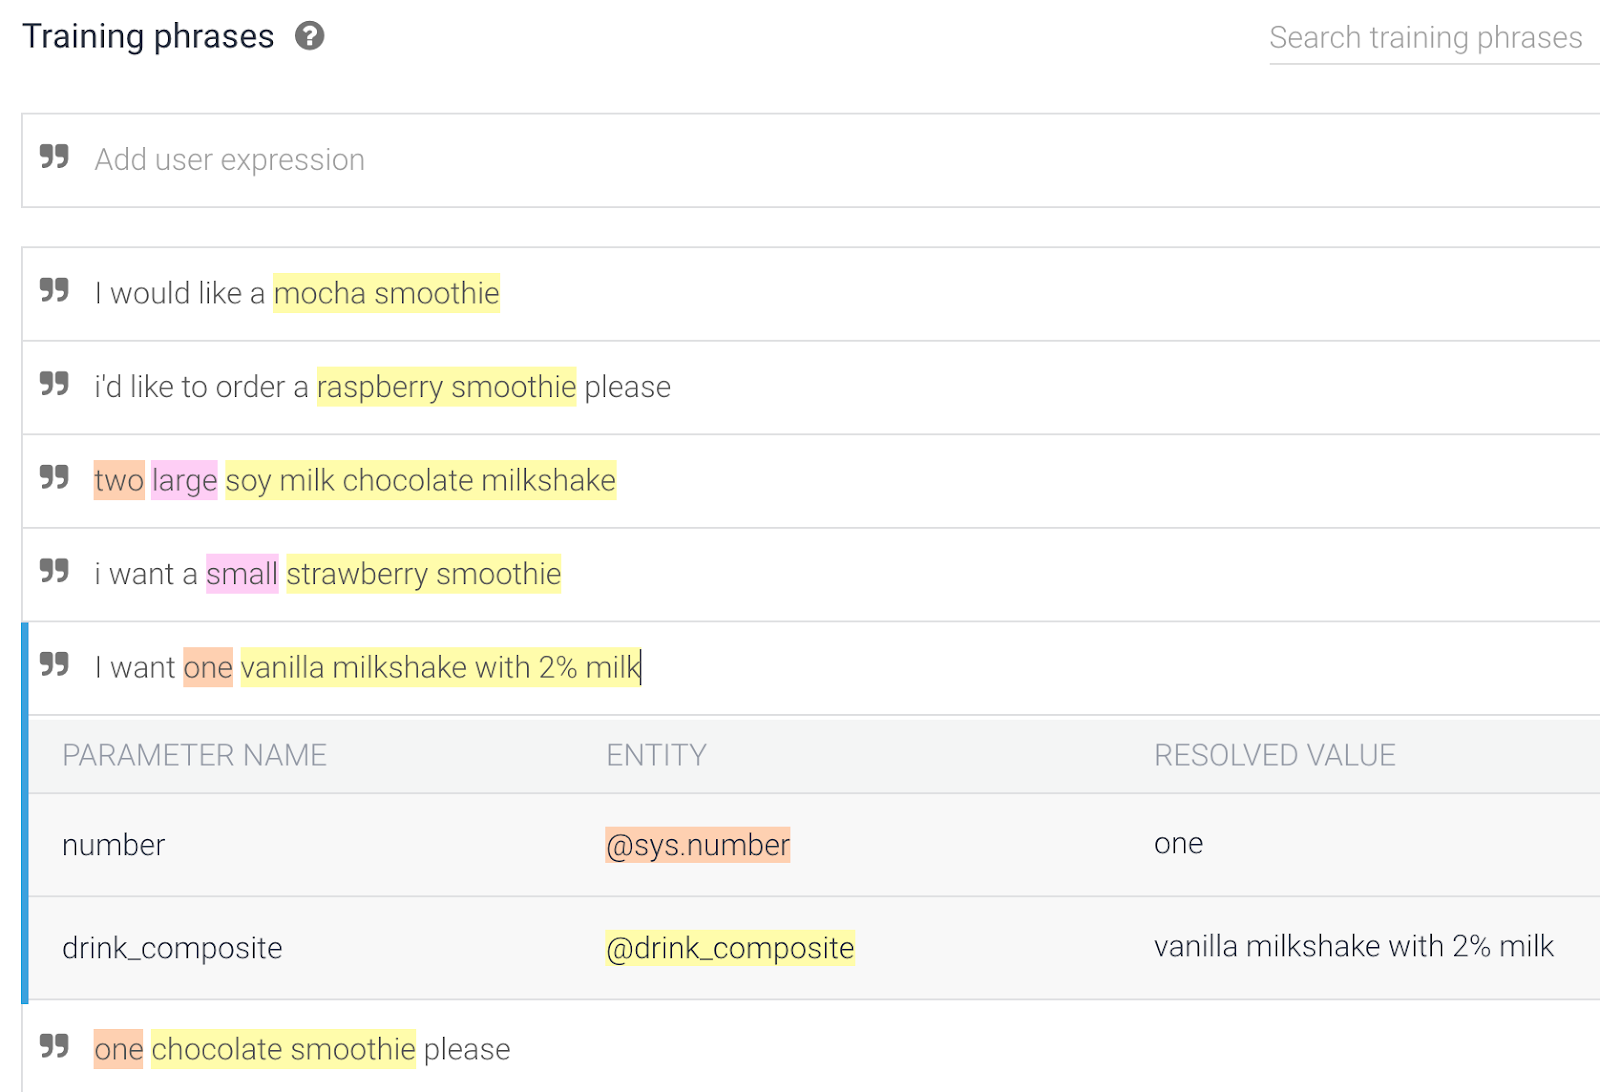 Training phrases ?
Search training phrases
Add user expression
I would like a mocha smoothie
i'd like to order a raspberry smoothie please
two large soy milk chocolate milkshake
i want a small strawberry smoothie
I want one vanilla milkshake with 2% milk
PARAMETER NAME ENTITY RESOLVED VALUE
number @sys.number one
drink_composite @drink_composite vanilla milkshake with 2% milk
one chocolate smoothie please